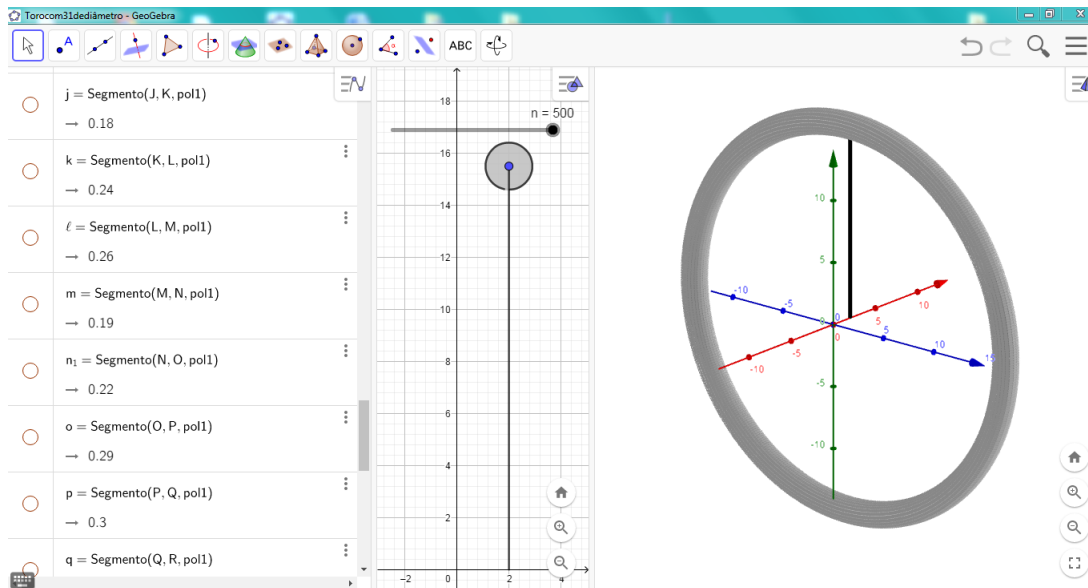 Torocom31dediâmetro - GeoGebra
ABC
j = Segmento(J, K, pol1)
→ 0.18
k = Segmento(K, L, pol1)
→ 0.24
ℓ = Segmento(L, M, pol1)
→ 0.26
m = Segmento(M, N, pol1)
→ 0.19
n₁ = Segmento(N, O, pol1)
→ 0.22
o = Segmento(O, P, pol1)
→ 0.29
p = Segmento(P, Q, pol1)
→ 0.3
q = Segmento(Q, R, pol1)
n = 500
18
16
14
12
10
8
6
4
2
-2 0 2 4
10
5
0
-5
-10
-10
-5
0
5
10
15
-10
-5
0
5
10